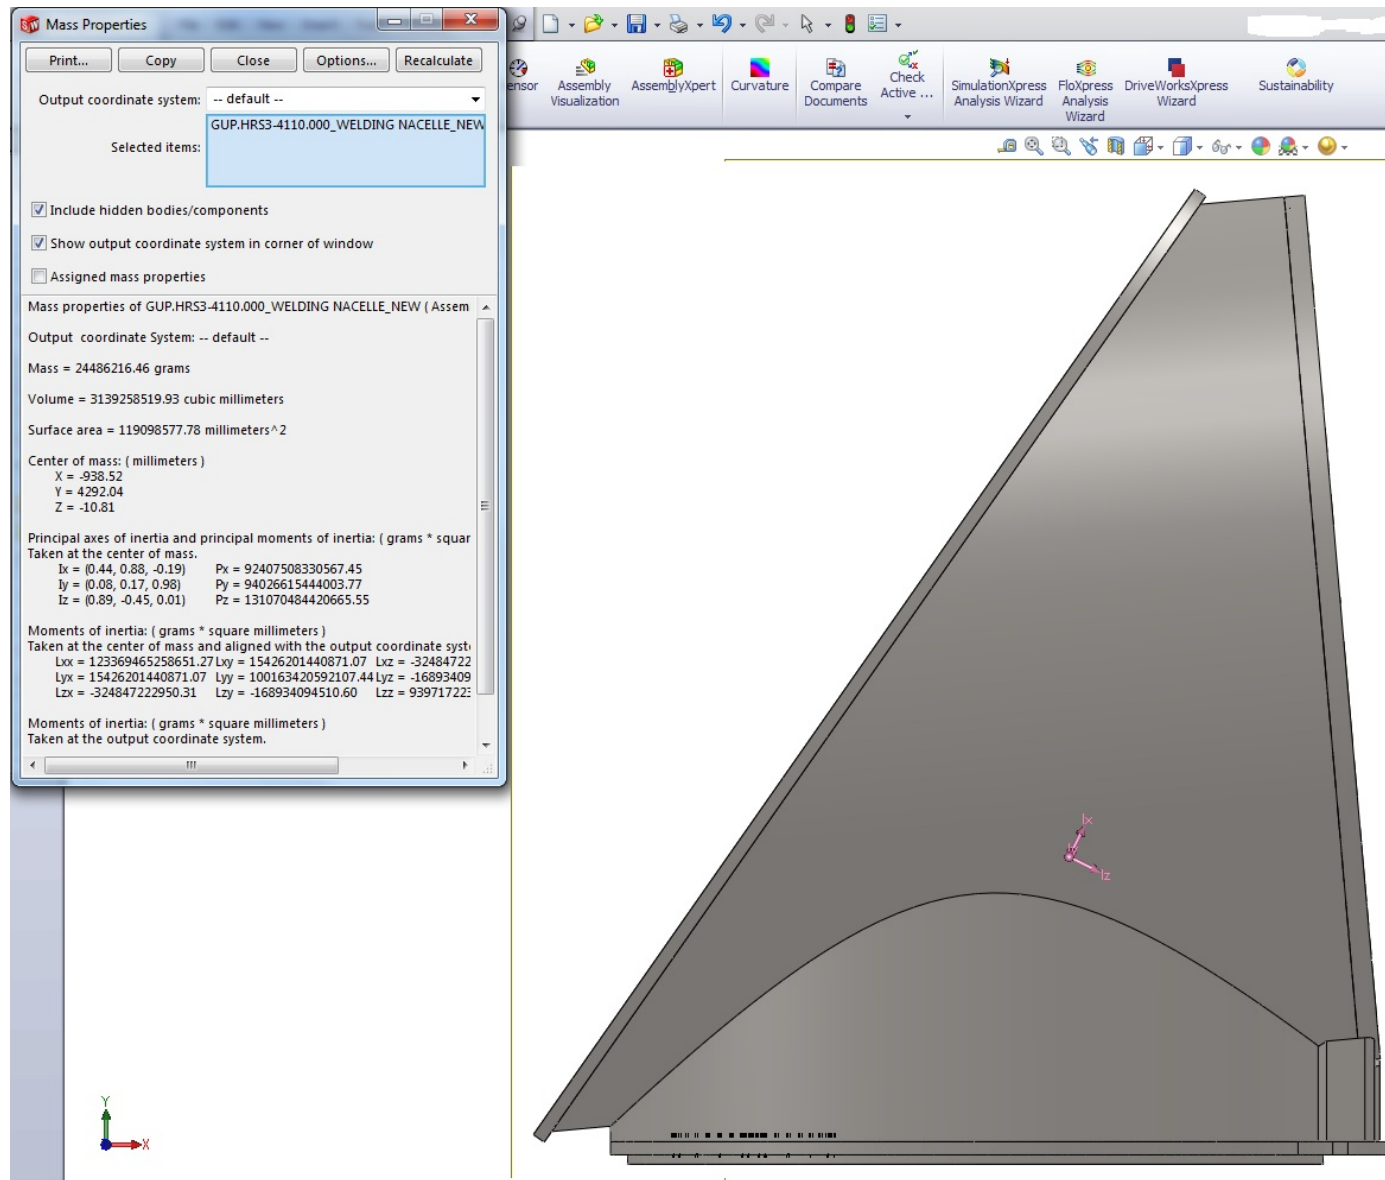 Mass Properties
Print... Copy Close Options... Recalculate
Output coordinate system: -- default --
GUP.HRS3-4110.000_WELDING NACELLE_NEW
Selected items:
Include hidden bodies/components
Show output coordinate system in corner of window
Assigned mass properties
Mass properties of GUP.HRS3-4110.000_WELDING NACELLE_NEW ( Assem
Output coordinate System: -- default --
Mass = 24486216.46 grams
Volume = 3139258519.93 cubic millimeters
Surface area = 119098577.78 millimeters^2
Center of mass: ( millimeters )
X = -938.52
Y = 4292.04
Z = -10.81
Principal axes of inertia and principal moments of inertia: ( grams * squar
Taken at the center of mass.
Ix = (0.44, 0.88, -0.19) Px = 92407508330567.45
Iy = (0.08, 0.17, 0.98) Py = 94026615444003.77
Iz = (0.89, -0.45, 0.01) Pz = 131070484420665.55
Moments of inertia: ( grams * square millimeters )
Taken at the center of mass and aligned with the output coordinate syst
Lxx = 123369465258651.27 Lxy = 15426201440871.07 Lxz = -32484722
Lyx = 15426201440871.07 Lyy = 100163420592107.44 Lyz = -16893409
Lzx = -324847222950.31 Lzy = -168934094510.60 Lzz = 93971722
Moments of inertia: ( grams * square millimeters )
Taken at the output coordinate system.
ensor
Assembly
Visualization
AssemblyXpert
Curvature
Compare
Documents
Check
Active ...
SimulationXpress
Analysis Wizard
FloXpress
Analysis
Wizard
DriveWorksXpress
Wizard
Sustainability
Ix
Iz
Y
X